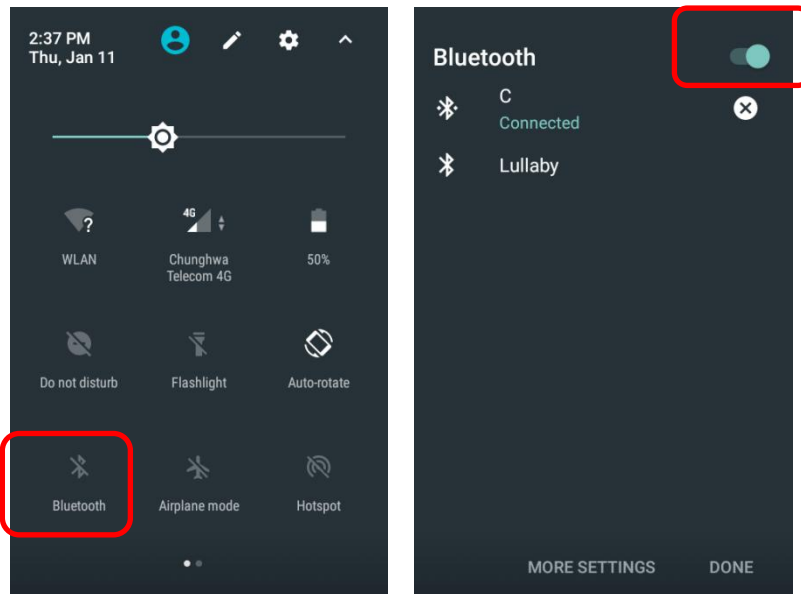 2:37 PM
Thu, Jan 11
?
4G
WLAN
Chunghwa
Telecom 4G
50%
Do not disturb
Flashlight
Auto-rotate
Bluetooth
Airplane mode
Hotspot
Bluetooth
C
Connected
Lullaby
MORE SETTINGS
DONE